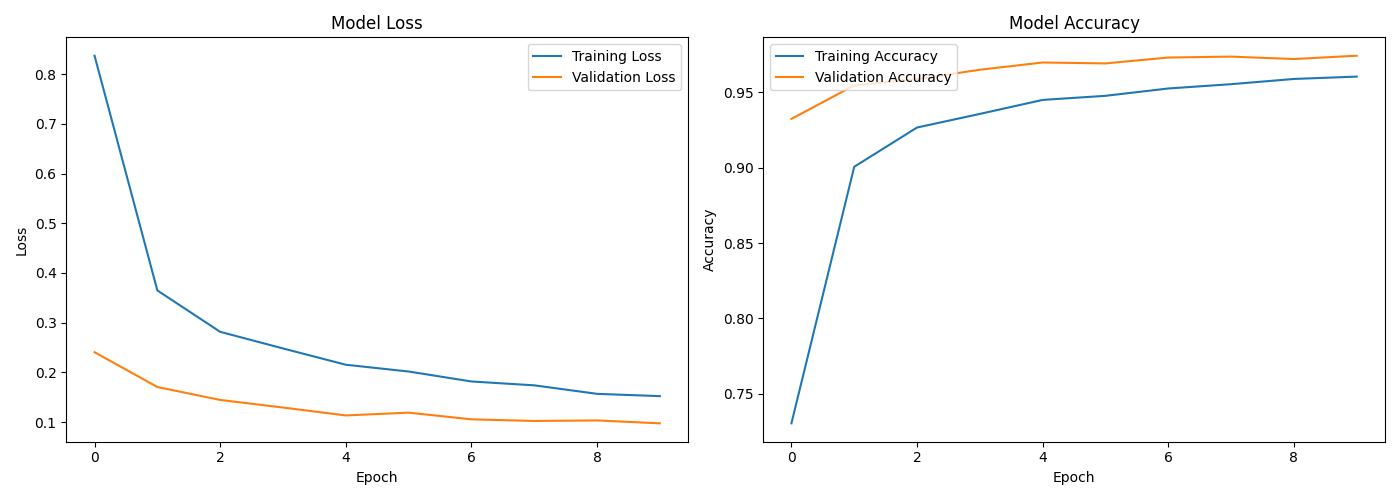 Model Loss
Training Loss
Validation Loss
0.8
0.7
0.6
0.5
0.4
0.3
0.2
0.1
Loss
0 2 4 6 8
Epoch
Model Accuracy
Training Accuracy
Validation Accuracy
0.95
0.90
0.85
0.80
0.75
Accuracy
0 2 4 6 8
Epoch